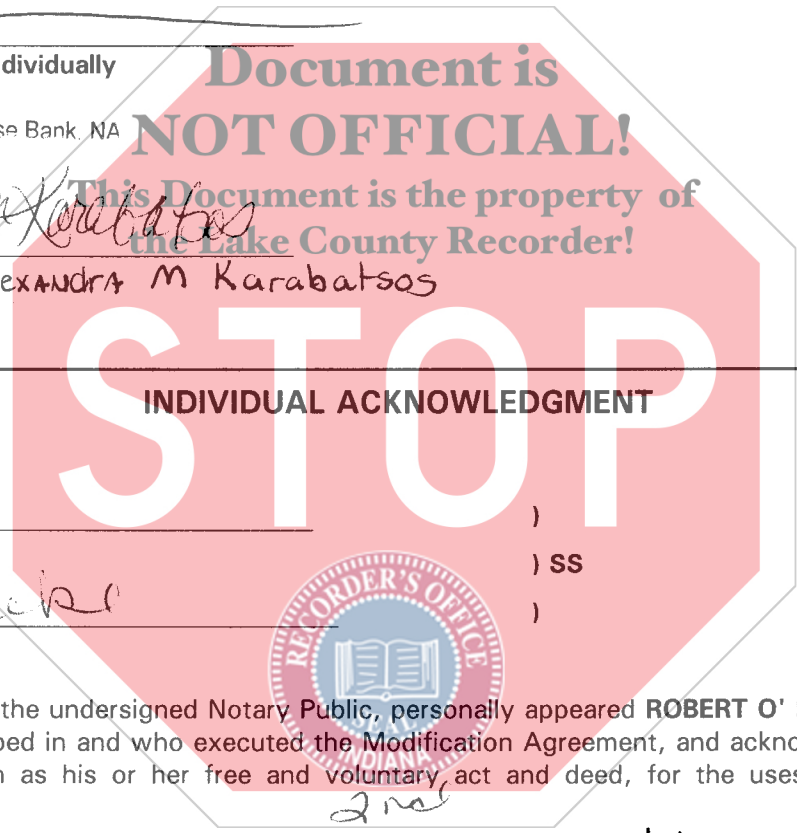 dividually
Document is
se Bank, NA
NOT OFFICIAL!
This Document is the property of
Karabatsos
the Lake County Recorder!
exandra M Karabatsos
STOP
INDIVIDUAL ACKNOWLEDGMENT
)
) SS
)
RECORDER'S OFFICE
SEAL
INDIANA
the undersigned Notary Public, personally appeared ROBERT O'
bed in and who executed the Modification Agreement, and ackno
n as his or her free and voluntary act and deed, for the uses
2nd